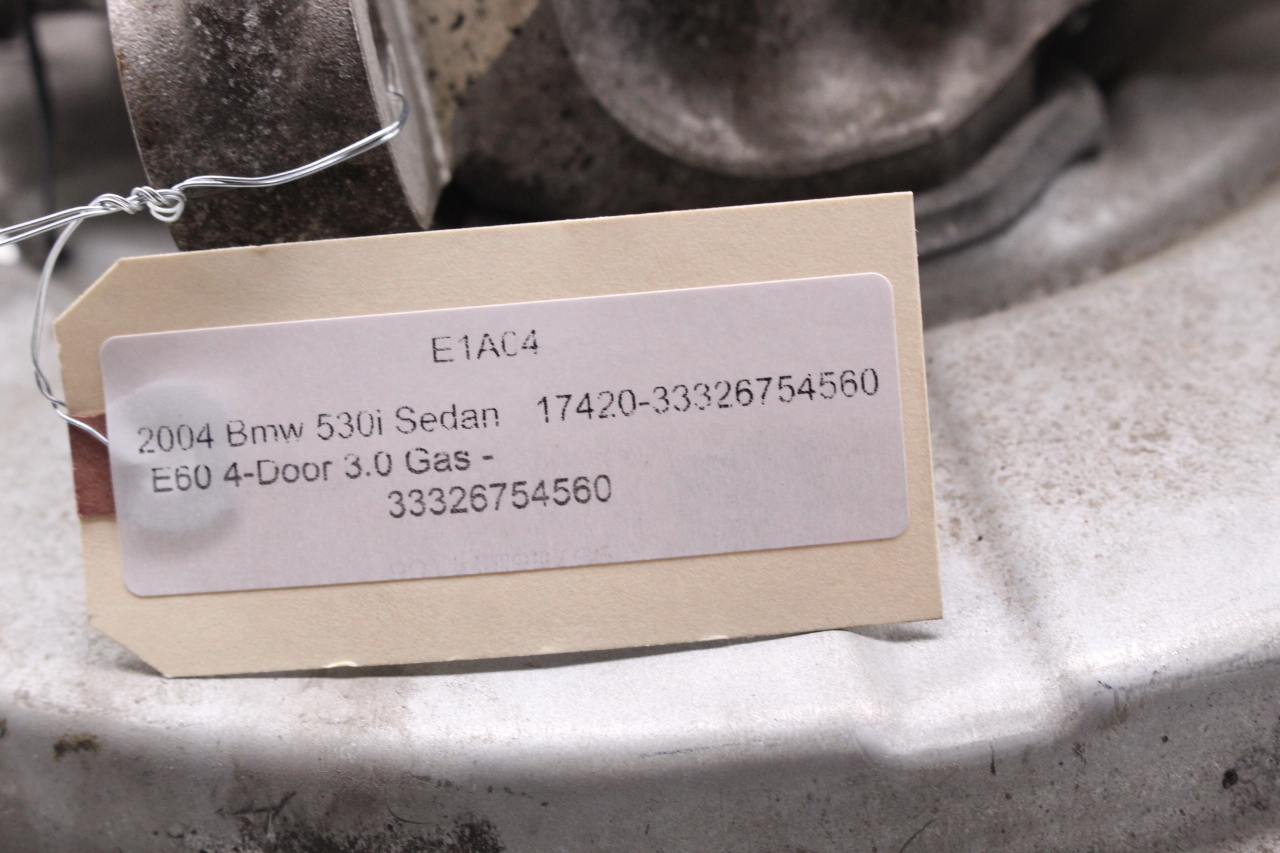 E1AC4
2004 Bmw 530i Sedan 17420-33326754560
E60 4-Door 3.0 Gas -
33326754560